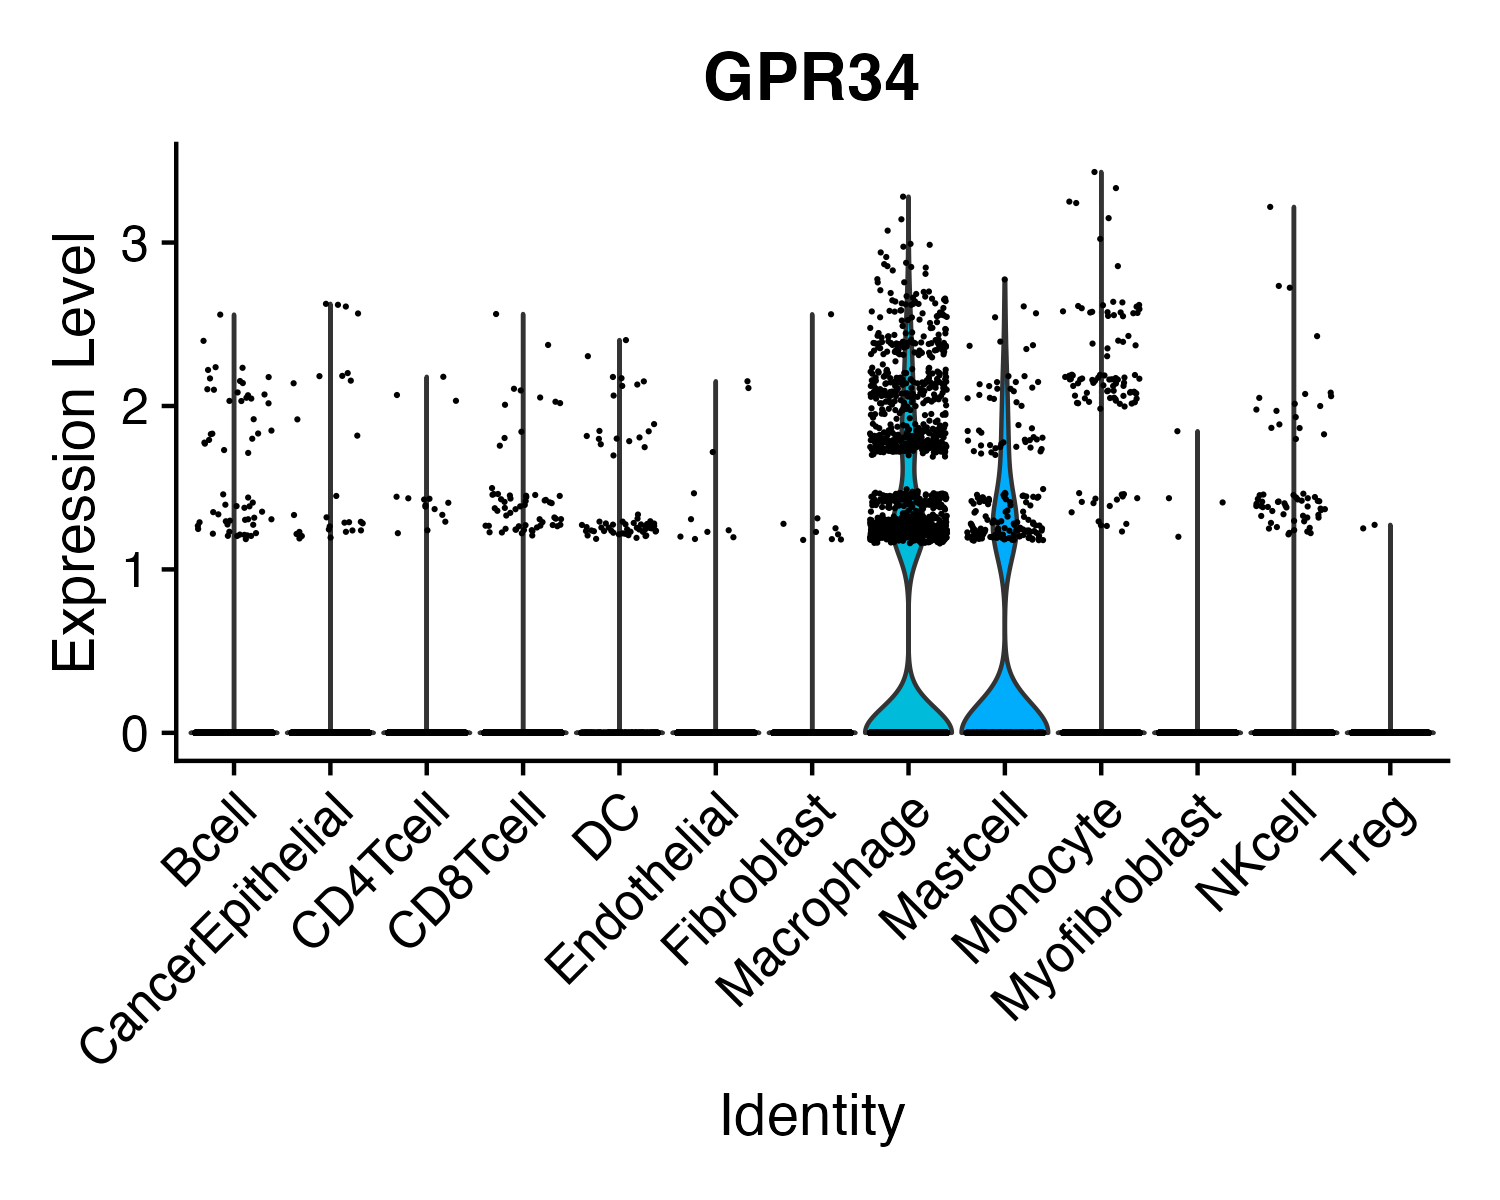 GPR34
Expression Level
3
2
1
0
Bcell
CancerEpithelial
CD4Tcell
CD8Tcell
DC
Endothelial
Fibroblast
Macrophage
Mastcell
Monocyte
Myofibroblast
NKcell
Treg
Identity